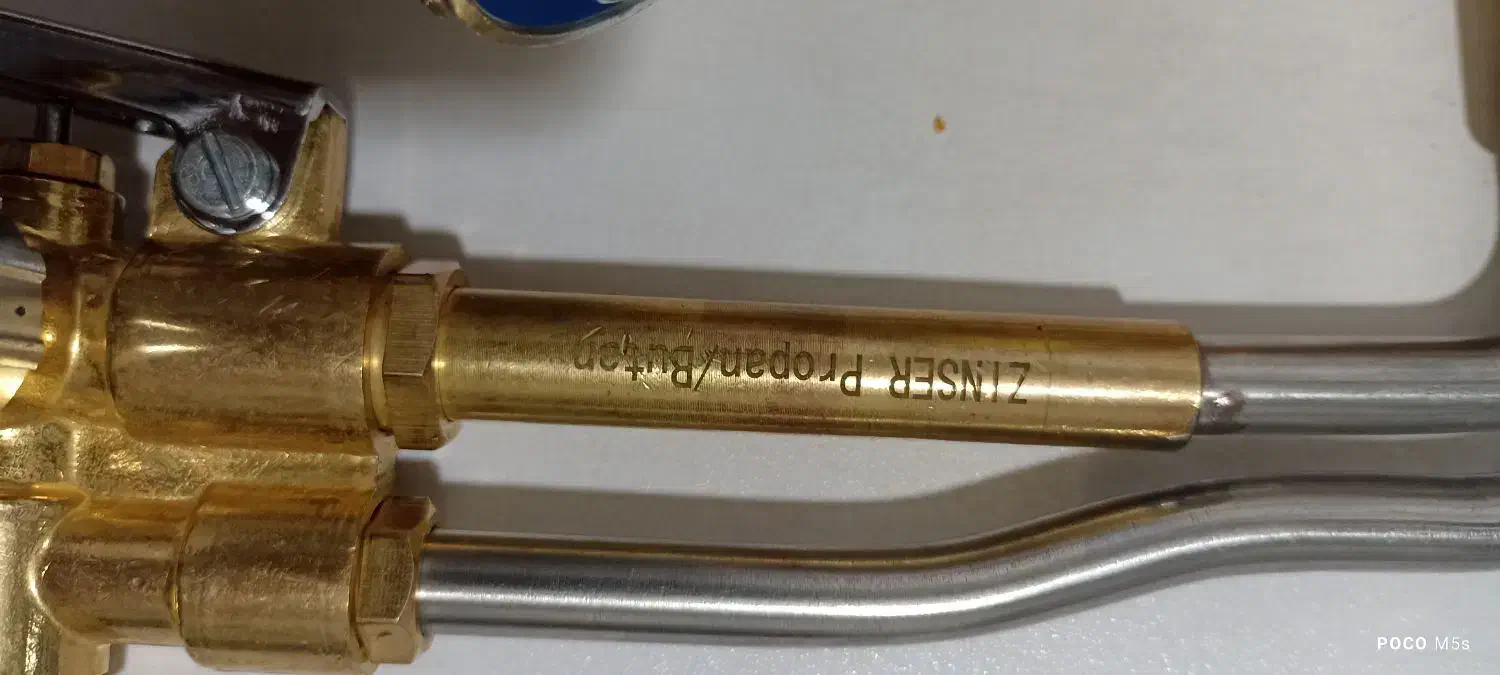 ZINSER Propan/Butan
POCO M5s